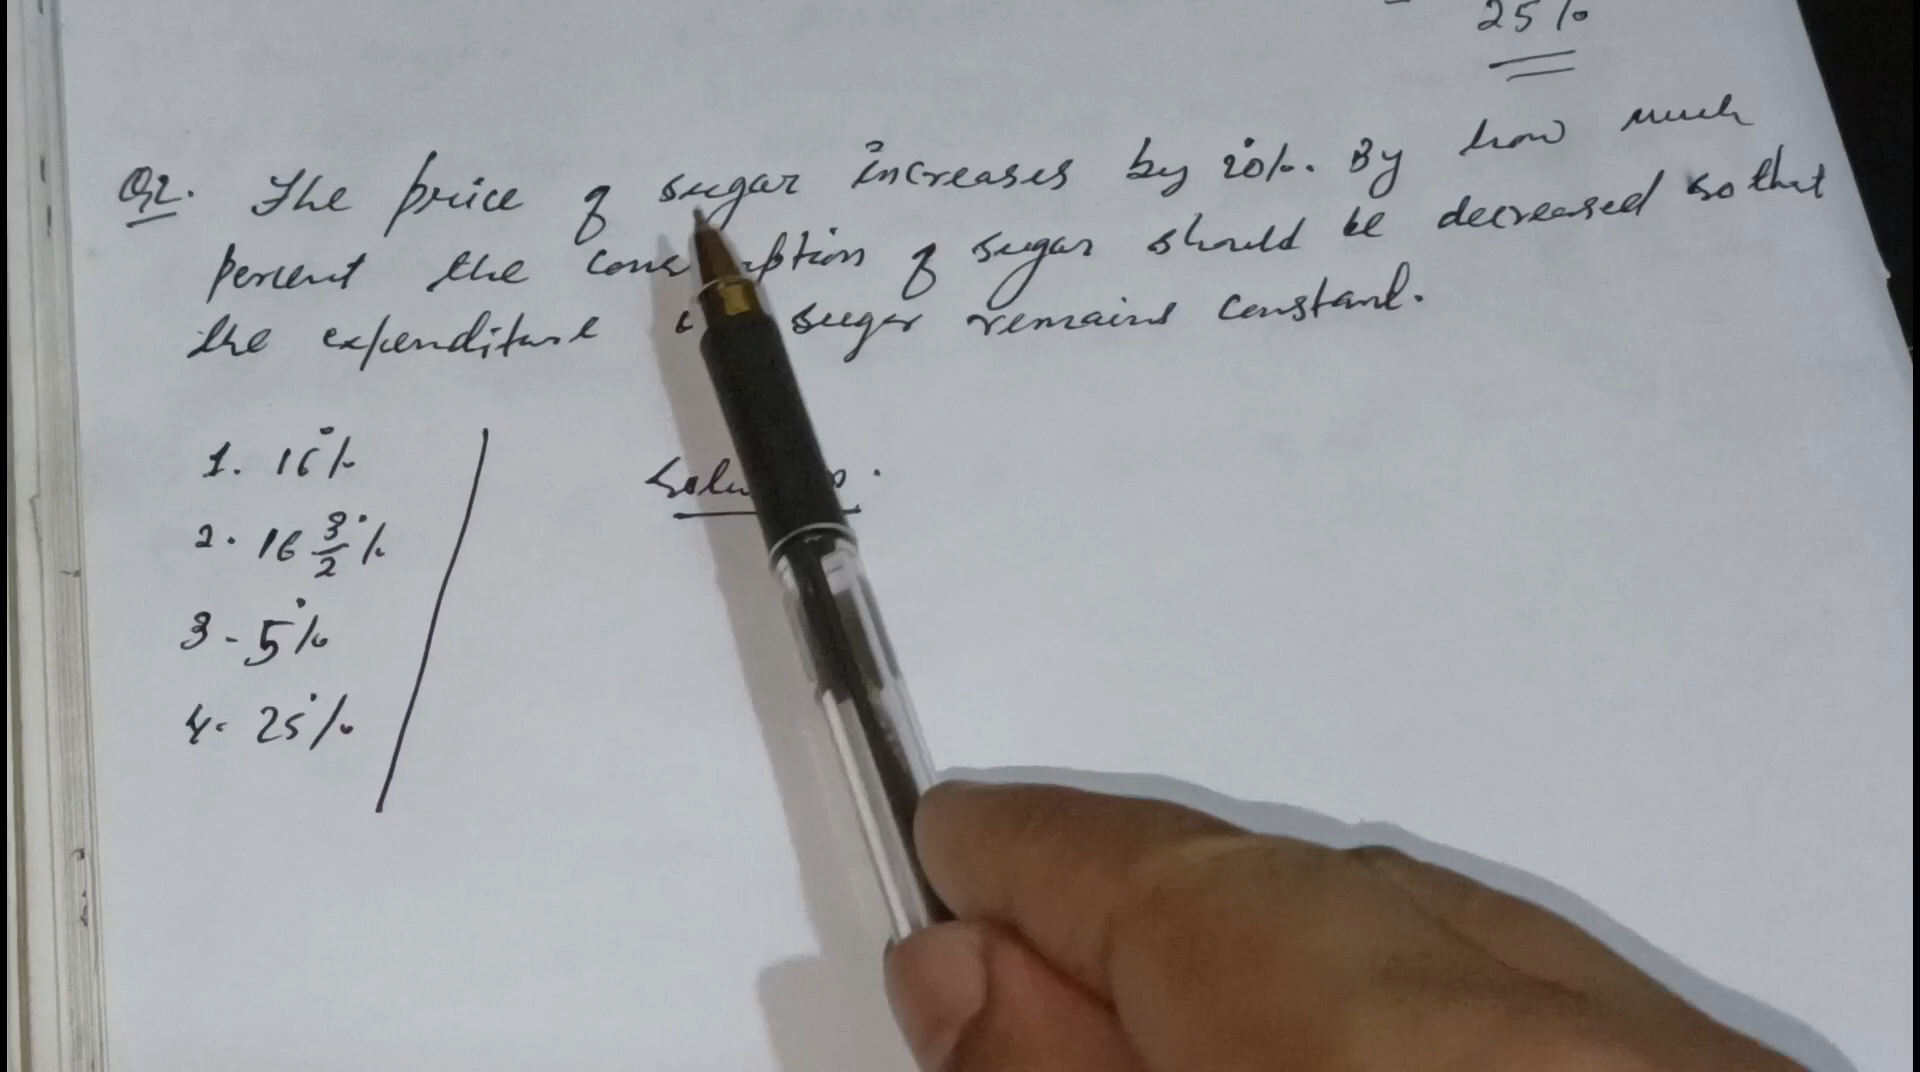 25%
Q2. The price of sugar increases by 20%. By how much
percent the consumption of sugar should be decreased so that
the expenditure sugar remains constant.
1. 16%
2. 16 3/2 %
3 - 5%
4. 25%
Solution.